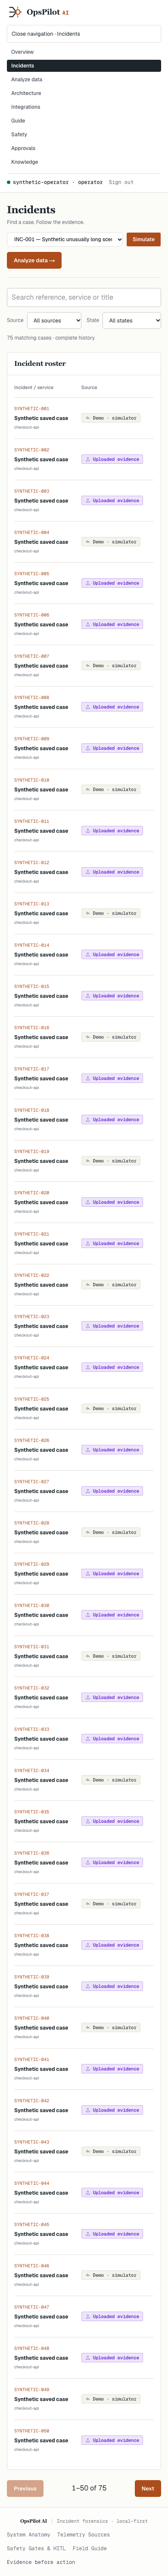 OpsPilot AI
Close navigation · Incidents
Overview
Incidents
Analyze data
Architecture
Integrations
Guide
Safety
Approvals
Knowledge
synthetic-operator · operator Sign out
Incidents
Find a case. Follow the evidence.
INC-001 — Synthetic unusually long scen
Simulate
Analyze data →
Search reference, service or title
Source All sources State All states
75 matching cases · complete history
Incident roster
Incident / service Source
SYNTHETIC-001
Synthetic saved case Demo · simulator
checkout-api
SYNTHETIC-002
Synthetic saved case Uploaded evidence
checkout-api
SYNTHETIC-003
Synthetic saved case Uploaded evidence
checkout-api
SYNTHETIC-004
Synthetic saved case Demo · simulator
checkout-api
SYNTHETIC-005
Synthetic saved case Uploaded evidence
checkout-api
SYNTHETIC-006
Synthetic saved case Uploaded evidence
checkout-api
SYNTHETIC-007
Synthetic saved case Demo · simulator
checkout-api
SYNTHETIC-008
Synthetic saved case Uploaded evidence
checkout-api
SYNTHETIC-009
Synthetic saved case Uploaded evidence
checkout-api
SYNTHETIC-010
Synthetic saved case Demo · simulator
checkout-api
SYNTHETIC-011
Synthetic saved case Uploaded evidence
checkout-api
SYNTHETIC-012
Synthetic saved case Uploaded evidence
checkout-api
SYNTHETIC-013
Synthetic saved case Demo · simulator
checkout-api
SYNTHETIC-014
Synthetic saved case Uploaded evidence
checkout-api
SYNTHETIC-015
Synthetic saved case Uploaded evidence
checkout-api
SYNTHETIC-016
Synthetic saved case Demo · simulator
checkout-api
SYNTHETIC-017
Synthetic saved case Uploaded evidence
checkout-api
SYNTHETIC-018
Synthetic saved case Uploaded evidence
checkout-api
SYNTHETIC-019
Synthetic saved case Demo · simulator
checkout-api
SYNTHETIC-020
Synthetic saved case Uploaded evidence
checkout-api
SYNTHETIC-021
Synthetic saved case Uploaded evidence
checkout-api
SYNTHETIC-022
Synthetic saved case Demo · simulator
checkout-api
SYNTHETIC-023
Synthetic saved case Uploaded evidence
checkout-api
SYNTHETIC-024
Synthetic saved case Uploaded evidence
checkout-api
SYNTHETIC-025
Synthetic saved case Demo · simulator
checkout-api
SYNTHETIC-026
Synthetic saved case Uploaded evidence
checkout-api
SYNTHETIC-027
Synthetic saved case Uploaded evidence
checkout-api
SYNTHETIC-028
Synthetic saved case Demo · simulator
checkout-api
SYNTHETIC-029
Synthetic saved case Uploaded evidence
checkout-api
SYNTHETIC-030
Synthetic saved case Uploaded evidence
checkout-api
SYNTHETIC-031
Synthetic saved case Demo · simulator
checkout-api
SYNTHETIC-032
Synthetic saved case Uploaded evidence
checkout-api
SYNTHETIC-033
Synthetic saved case Uploaded evidence
checkout-api
SYNTHETIC-034
Synthetic saved case Demo · simulator
checkout-api
SYNTHETIC-035
Synthetic saved case Uploaded evidence
checkout-api
SYNTHETIC-036
Synthetic saved case Uploaded evidence
checkout-api
SYNTHETIC-037
Synthetic saved case Demo · simulator
checkout-api
SYNTHETIC-038
Synthetic saved case Uploaded evidence
checkout-api
SYNTHETIC-039
Synthetic saved case Uploaded evidence
checkout-api
SYNTHETIC-040
Synthetic saved case Demo · simulator
checkout-api
SYNTHETIC-041
Synthetic saved case Uploaded evidence
checkout-api
SYNTHETIC-042
Synthetic saved case Uploaded evidence
checkout-api
SYNTHETIC-043
Synthetic saved case Demo · simulator
checkout-api
SYNTHETIC-044
Synthetic saved case Uploaded evidence
checkout-api
SYNTHETIC-045
Synthetic saved case Uploaded evidence
checkout-api
SYNTHETIC-046
Synthetic saved case Demo · simulator
checkout-api
SYNTHETIC-047
Synthetic saved case Uploaded evidence
checkout-api
SYNTHETIC-048
Synthetic saved case Uploaded evidence
checkout-api
SYNTHETIC-049
Synthetic saved case Demo · simulator
checkout-api
SYNTHETIC-050
Synthetic saved case Uploaded evidence
checkout-api
Previous 1–50 of 75 Next
OpsPilot AI | Incident forensics · local-first
System Anatomy Telemetry Sources
Safety Gates & HITL Field Guide
Evidence before action